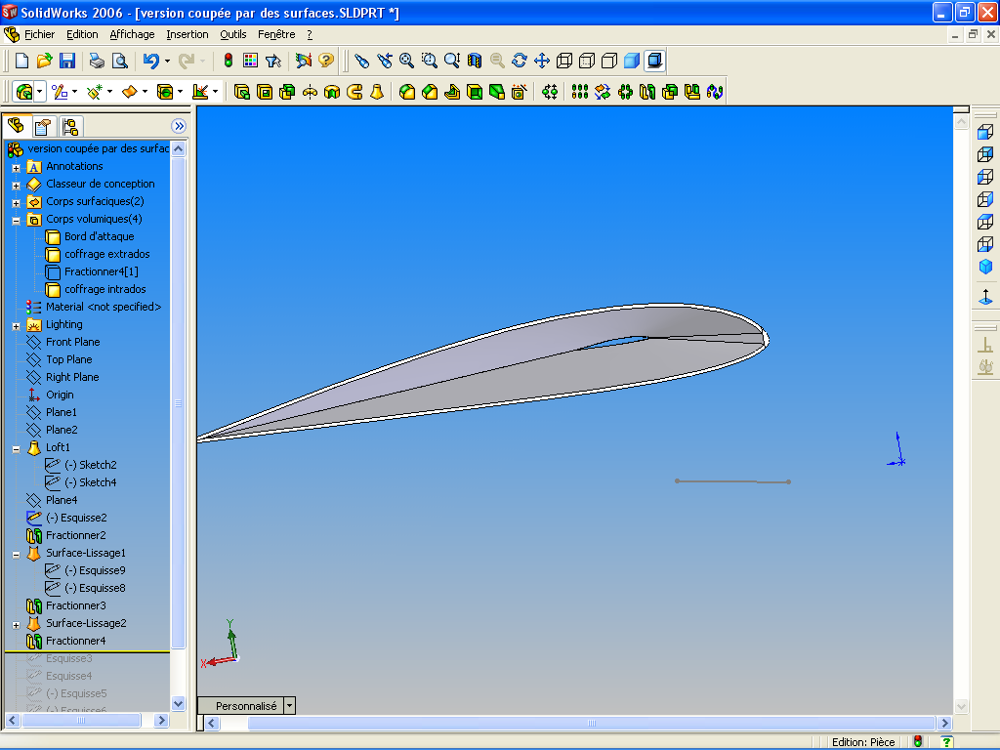 SolidWorks 2006 - [version coupée par des surfaces.SLDPRT *]
Fichier Edition Affichage Insertion Outils Fenêtre ?
version coupée par des surfac
Annotations
Classeur de conception
Corps surfaciques(2)
Corps volumiques(4)
Bord d'attaque
coffrage extrados
Fractionner4[1]
coffrage intrados
Material <not specified>
Lighting
Front Plane
Top Plane
Right Plane
Origin
Plane1
Plane2
Loft1
(-) Sketch2
(-) Sketch4
Plane4
(-) Esquisse2
Fractionner2
Surface-Lissage1
(-) Esquisse9
(-) Esquisse8
Fractionner3
Surface-Lissage2
Fractionner4
Esquisse3
Esquisse4
(-) Esquisse5
(-) Esquisse6
Y
X
Personnalisé
Edition: Pièce